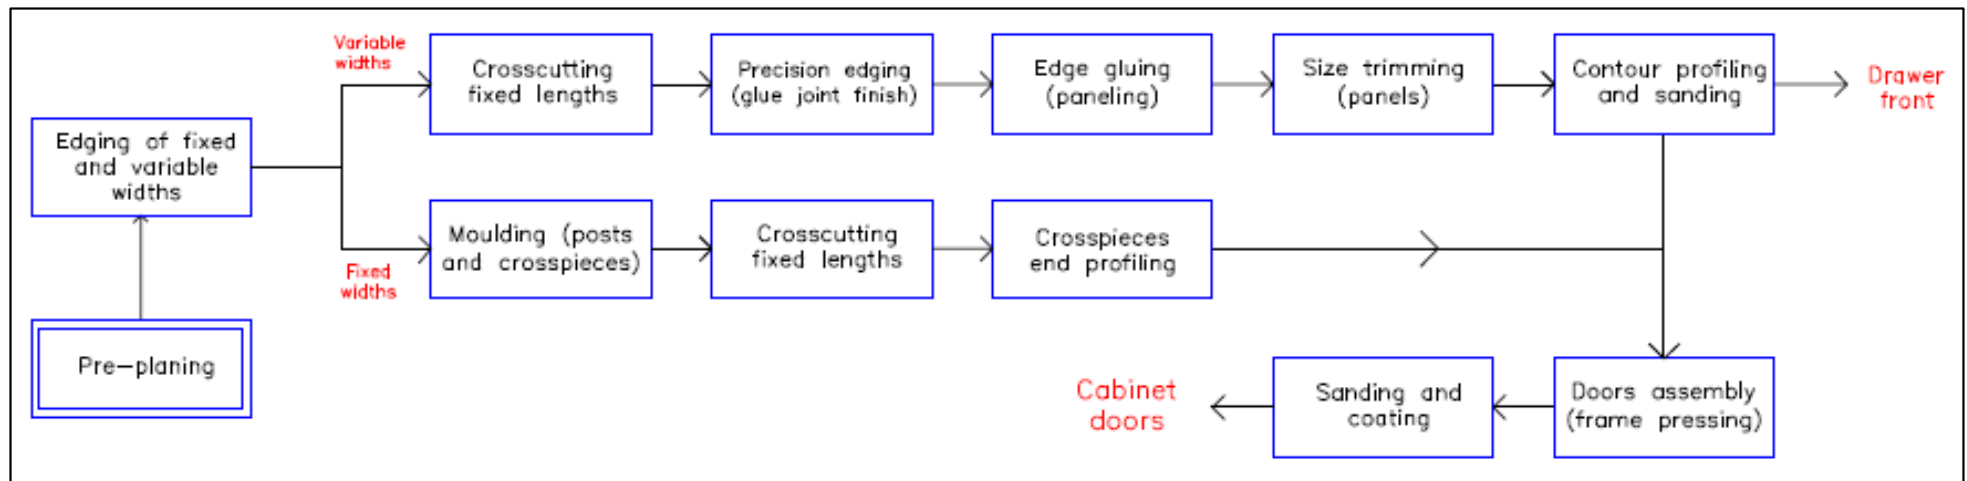 Variable
widths
Crosscutting
fixed lengths
Precision edging
(glue joint finish)
Edge gluing
(paneling)
Size trimming
(panels)
Contour profiling
and sanding
Drawer
front
Edging of fixed
and variable
widths
Moulding (posts
and crosspieces)
Crosscutting
fixed lengths
Crosspieces
end profiling
Fixed
widths
Pre-planing
Cabinet
doors
Sanding and
coating
Doors assembly
(frame pressing)